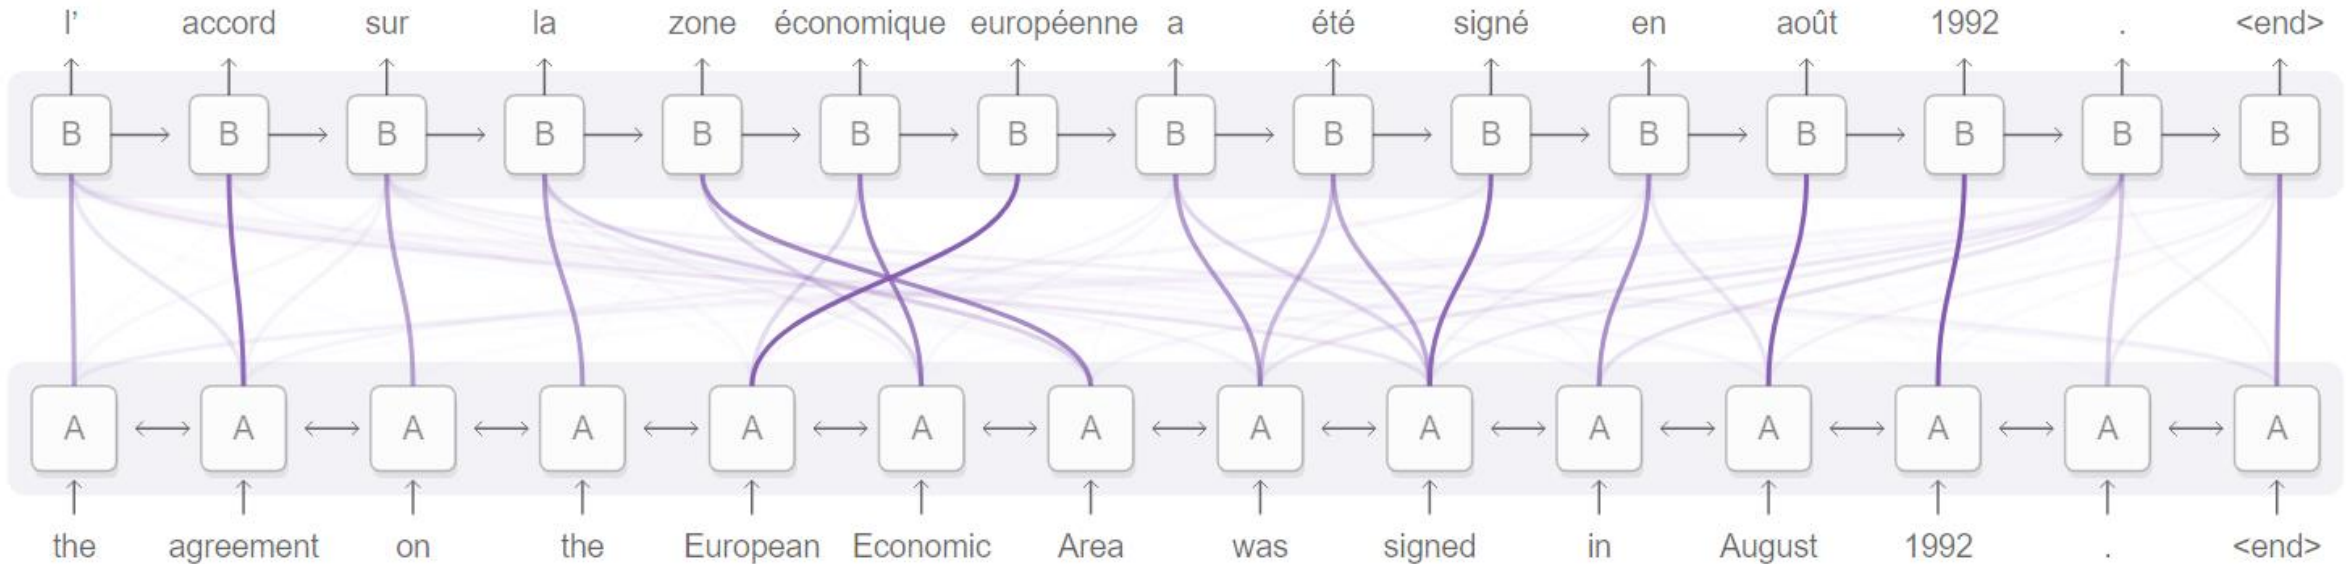 l’ accord sur la zone économique européenne a été signé en août 1992 . <end>
B B B B B B B B B B B B B B B
A A A A A A A A A A A A A A
the agreement on the European Economic Area was signed in August 1992 . <end>